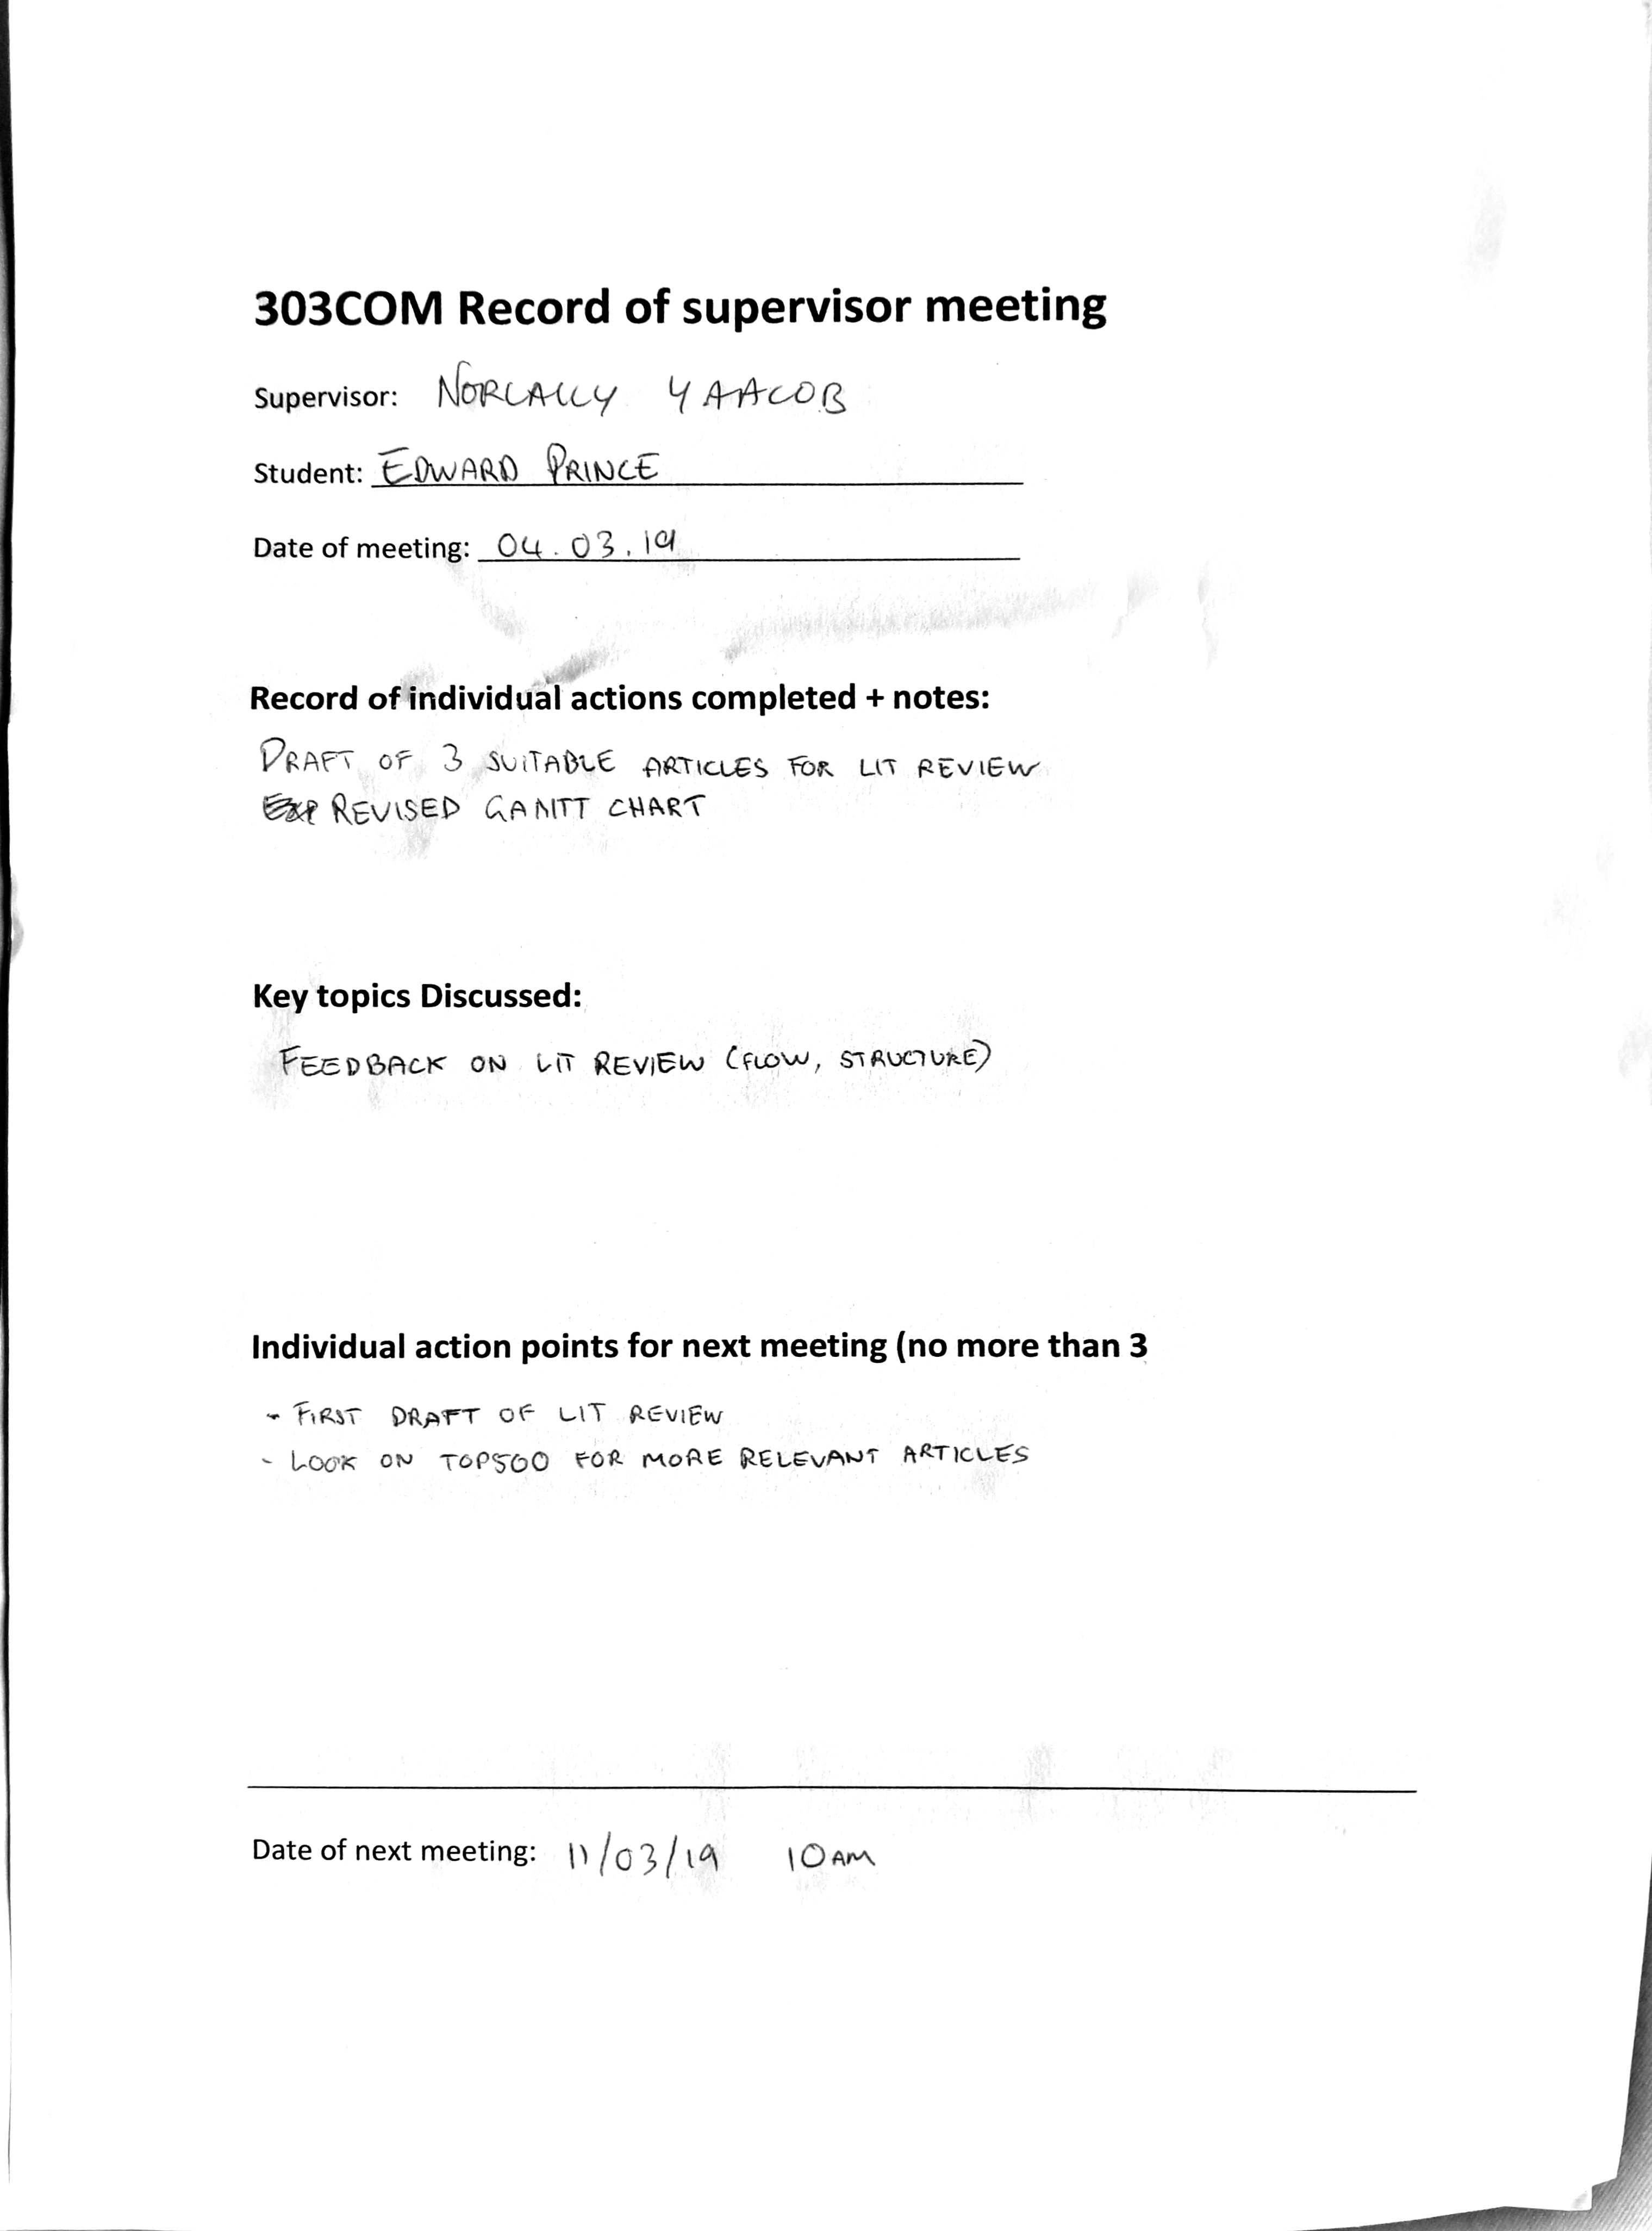 303COM Record of supervisor meeting
Supervisor: NORLAILY YAACOB
Student: EDWARD PRINCE
Date of meeting: 04.03.19
Record of individual actions completed + notes:
DRAFT OF 3 SUITABLE ARTICLES FOR LIT REVIEW
REVISED GANTT CHART
Key topics Discussed:
FEEDBACK ON LIT REVIEW (FLOW, STRUCTURE)
Individual action points for next meeting (no more than 3
- FIRST DRAFT OF LIT REVIEW
- LOOK ON TOP500 FOR MORE RELEVANT ARTICLES
Date of next meeting: 11/03/19 10AM